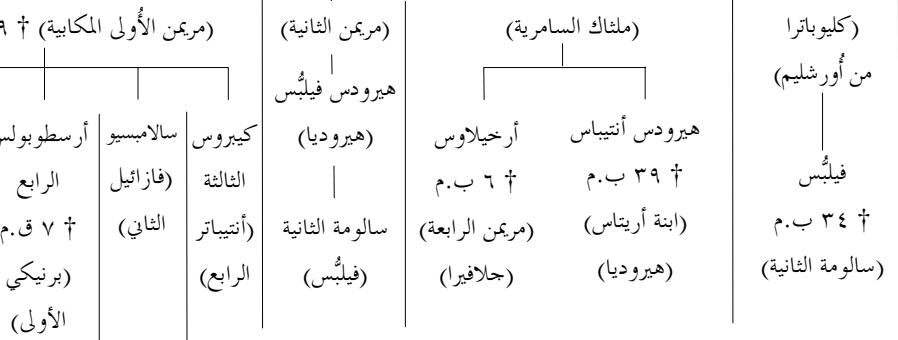 (كليوباترا
من أُورشليم)
فيلبُّس
† ٣٤ ب.م
(سالومة الثانية)
(ملثاك السامرية)
هيرودس أنتيباس
† ٣٩ ب.م
(ابنة أريتاس)
(هيروديا)
أرخيلاوس
† ٦ ب.م
(مريمن الرابعة)
(جلافيرا)
(مريمن الثانية)
هيرودس فيلبُّس
(هيروديا)
سالومة الثانية
(فيلبُّس)
(مريمن الأُولى المكابية) † ٩
كيبروس
الثالثة
(أنتيباتر
الرابع)
سالامبسيو
(فازائيل
الثاني)
أرسطوبولس
الرابع
† ٧ ق.م
(برنيكي
الأولى)